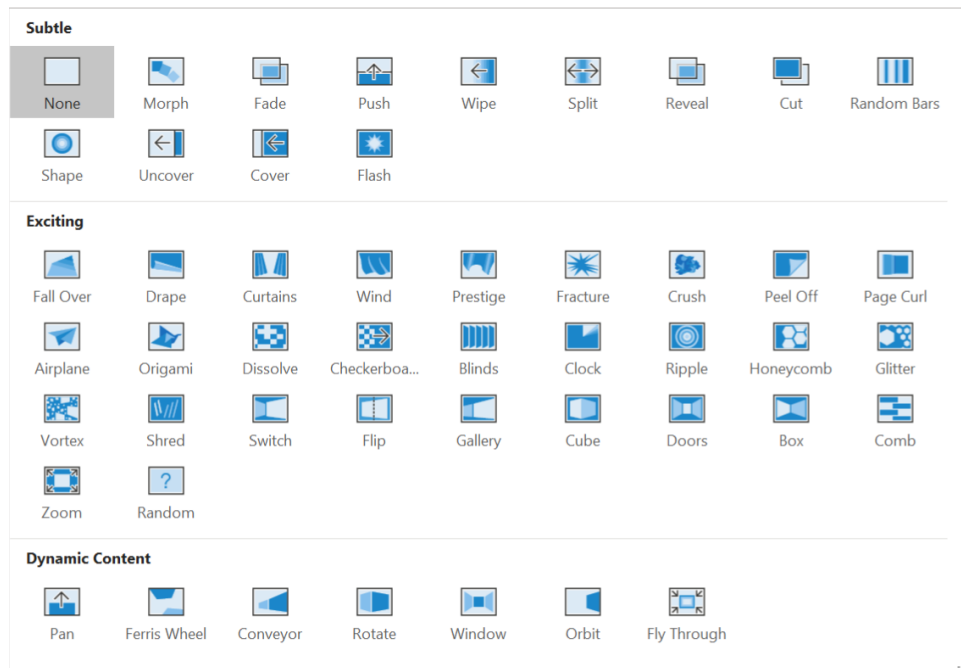 Subtle
None Morph Fade Push Wipe Split Reveal Cut Random Bars
Shape Uncover Cover Flash
Exciting
Fall Over Drape Curtains Wind Prestige Fracture Crush Peel Off Page Curl
Airplane Origami Dissolve Checkerboa... Blinds Clock Ripple Honeycomb Glitter
Vortex Shred Switch Flip Gallery Cube Doors Box Comb
?
Zoom Random
Dynamic Content
Pan Ferris Wheel Conveyor Rotate Window Orbit Fly Through